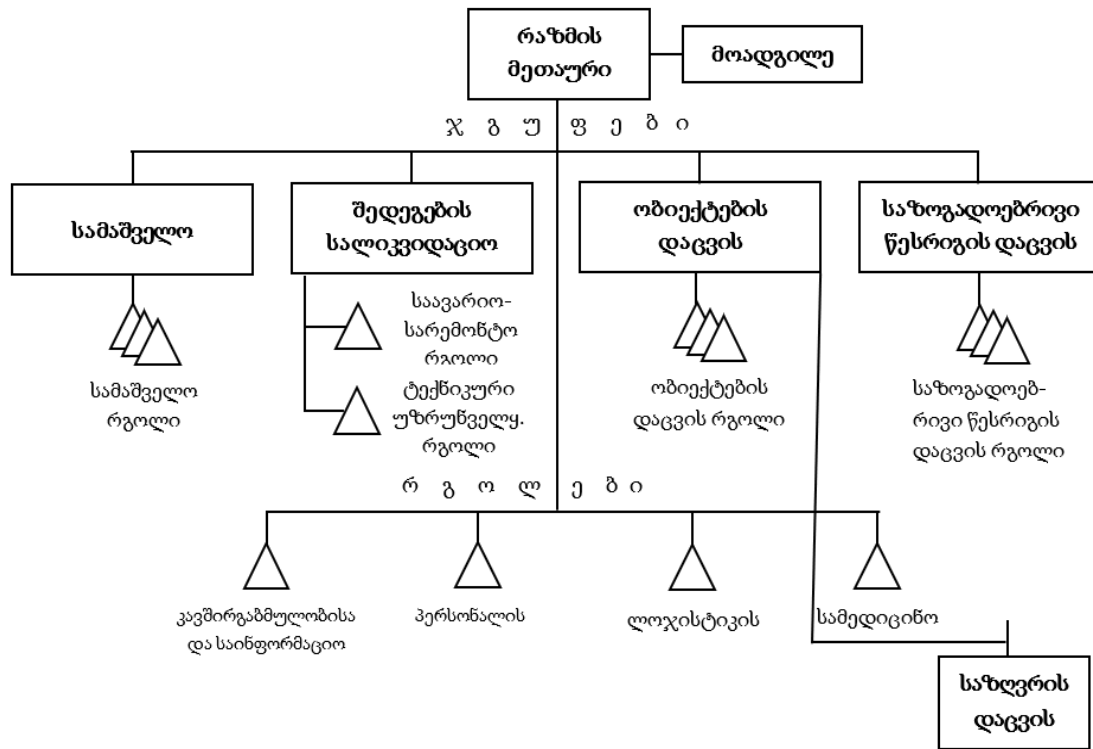 რაზმის
მეთაური
მოადგილე
ჯ გ უ ფ ე ბ ი
სამაშველო
შედეგების
სალიკვიდაციო
ობიექტების
დაცვის
საზოგადოებრივი
წესრიგის დაცვის
სამაშველო
რგოლი
საავარიო-
სარემონტო
რგოლი
ტექნიკური
უზრუნველყ.
რგოლი
ობიექტების
დაცვის რგოლი
საზოგადოებ-
რივი წესრიგის
დაცვის რგოლი
რ გ ო ლ ე ბ ი
კავშირგაბმულობისა
და საინფორმაციო
პერსონალის
ლოჯისტიკის
სამედიცინო
საზღვრის
დაცვის